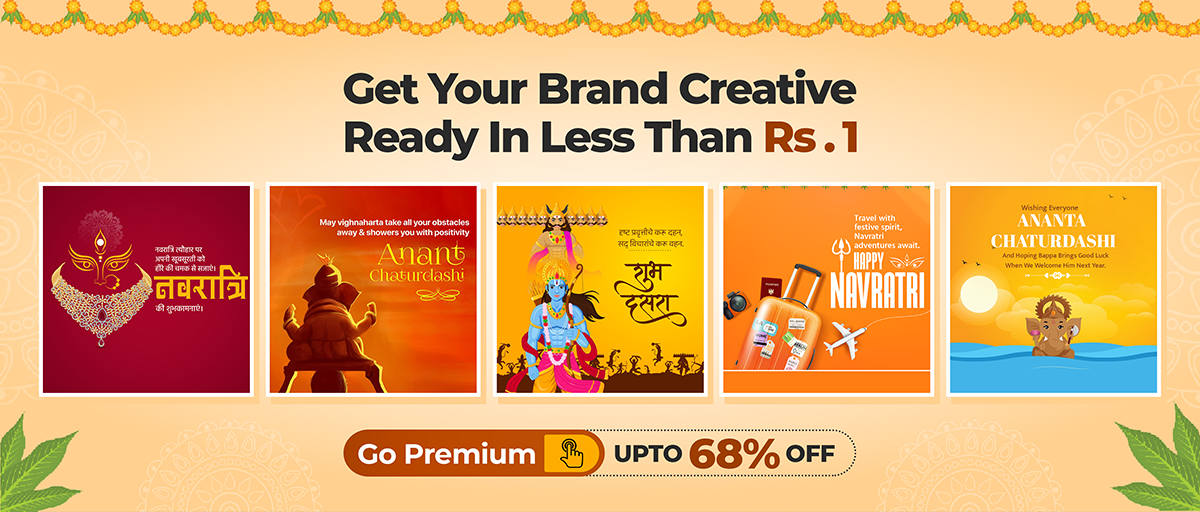 Get Your Brand Creative
Ready In Less Than Rs . 1
नवरात्रि त्यौहार पर
अपनी खूबसूरती को
हीरे की चमक से सजाएं।
नवरात्रि
की शुभकामनाएं।
May vighnaharta take all your obstacles
away & showers you with positivity
Anant
Chaturdashi
दृष्ट प्रवृत्तीचे करू दहन,
सद् विचारांचे करू वहन.
शुभ
दसरा
Travel with
festive spirit,
Navratri
adventures await.
HAPPY
NAVRATRI
Wishing Everyone
ANANTA
CHATURDASHI
And Hoping Bappa Brings Good Luck
When We Welcome Him Next Year.
Go Premium
UPTO 68% OFF